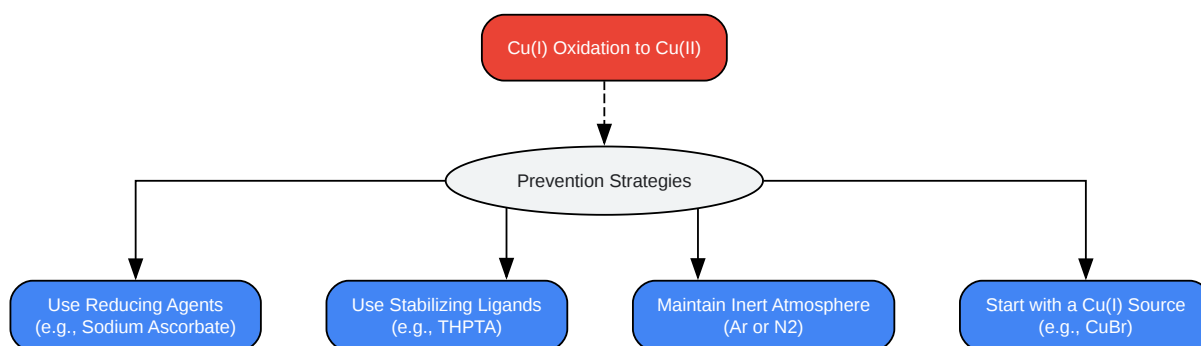 Cu(I) Oxidation to Cu(II)
Prevention Strategies
Use Reducing Agents
(e.g., Sodium Ascorbate)
Use Stabilizing Ligands
(e.g., THPTA)
Maintain Inert Atmosphere
(Ar or N2)
Start with a Cu(I) Source
(e.g., CuBr)